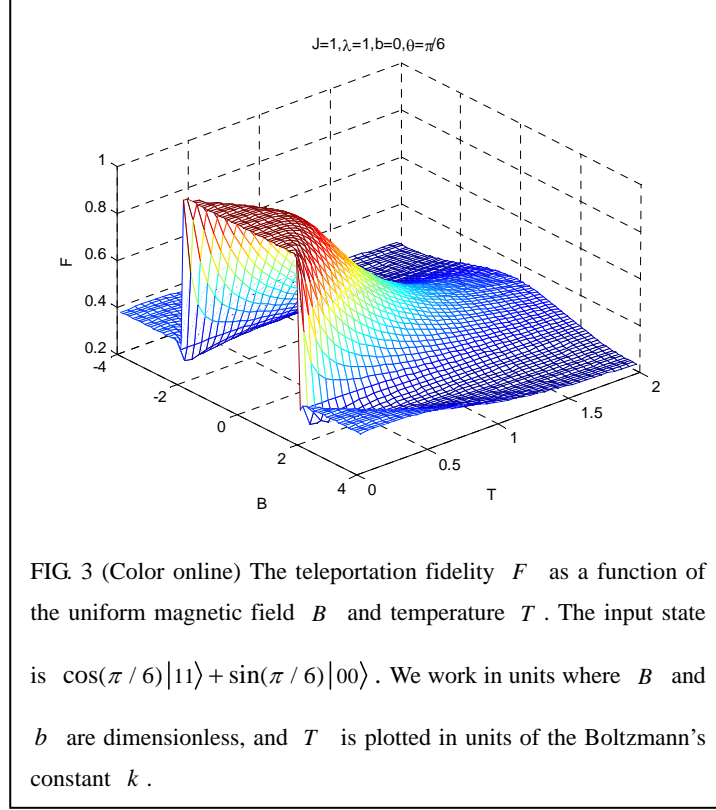 J=1,λ=1,b=0,θ=π/6
1
0.8
0.6
0.4
0.2
F
-4
-2
0
2
4
B
0
0.5
1
1.5
2
T
FIG. 3 (Color online) The teleportation fidelity F as a function of
the uniform magnetic field B and temperature T . The input state
is cos(π / 6)|11⟩ + sin(π / 6)|00⟩ . We work in units where B and
b are dimensionless, and T is plotted in units of the Boltzmann's
constant k .